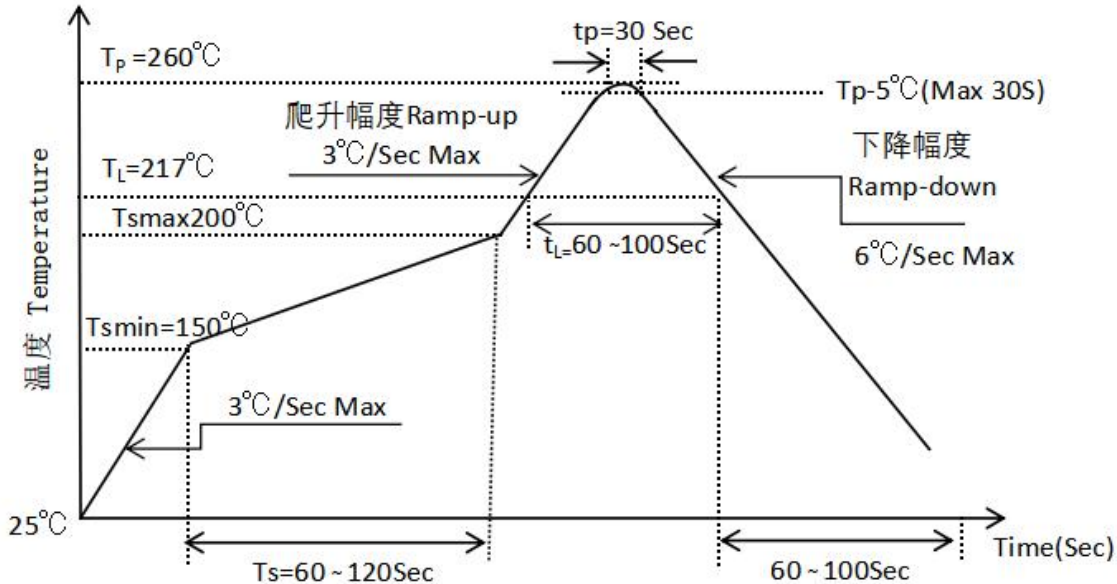 tp=30 Sec
TP =260℃
Tp-5℃(Max 30S)
爬升幅度Ramp-up
3℃/Sec Max
下降幅度
Ramp-down
6℃/Sec Max
TL=217℃
Tsmax200℃
tL=60 ~100Sec
温度 Temperature
Tsmin=150℃
3℃/Sec Max
25℃
Time(Sec)
Ts=60 ~ 120Sec
60 ~ 100Sec